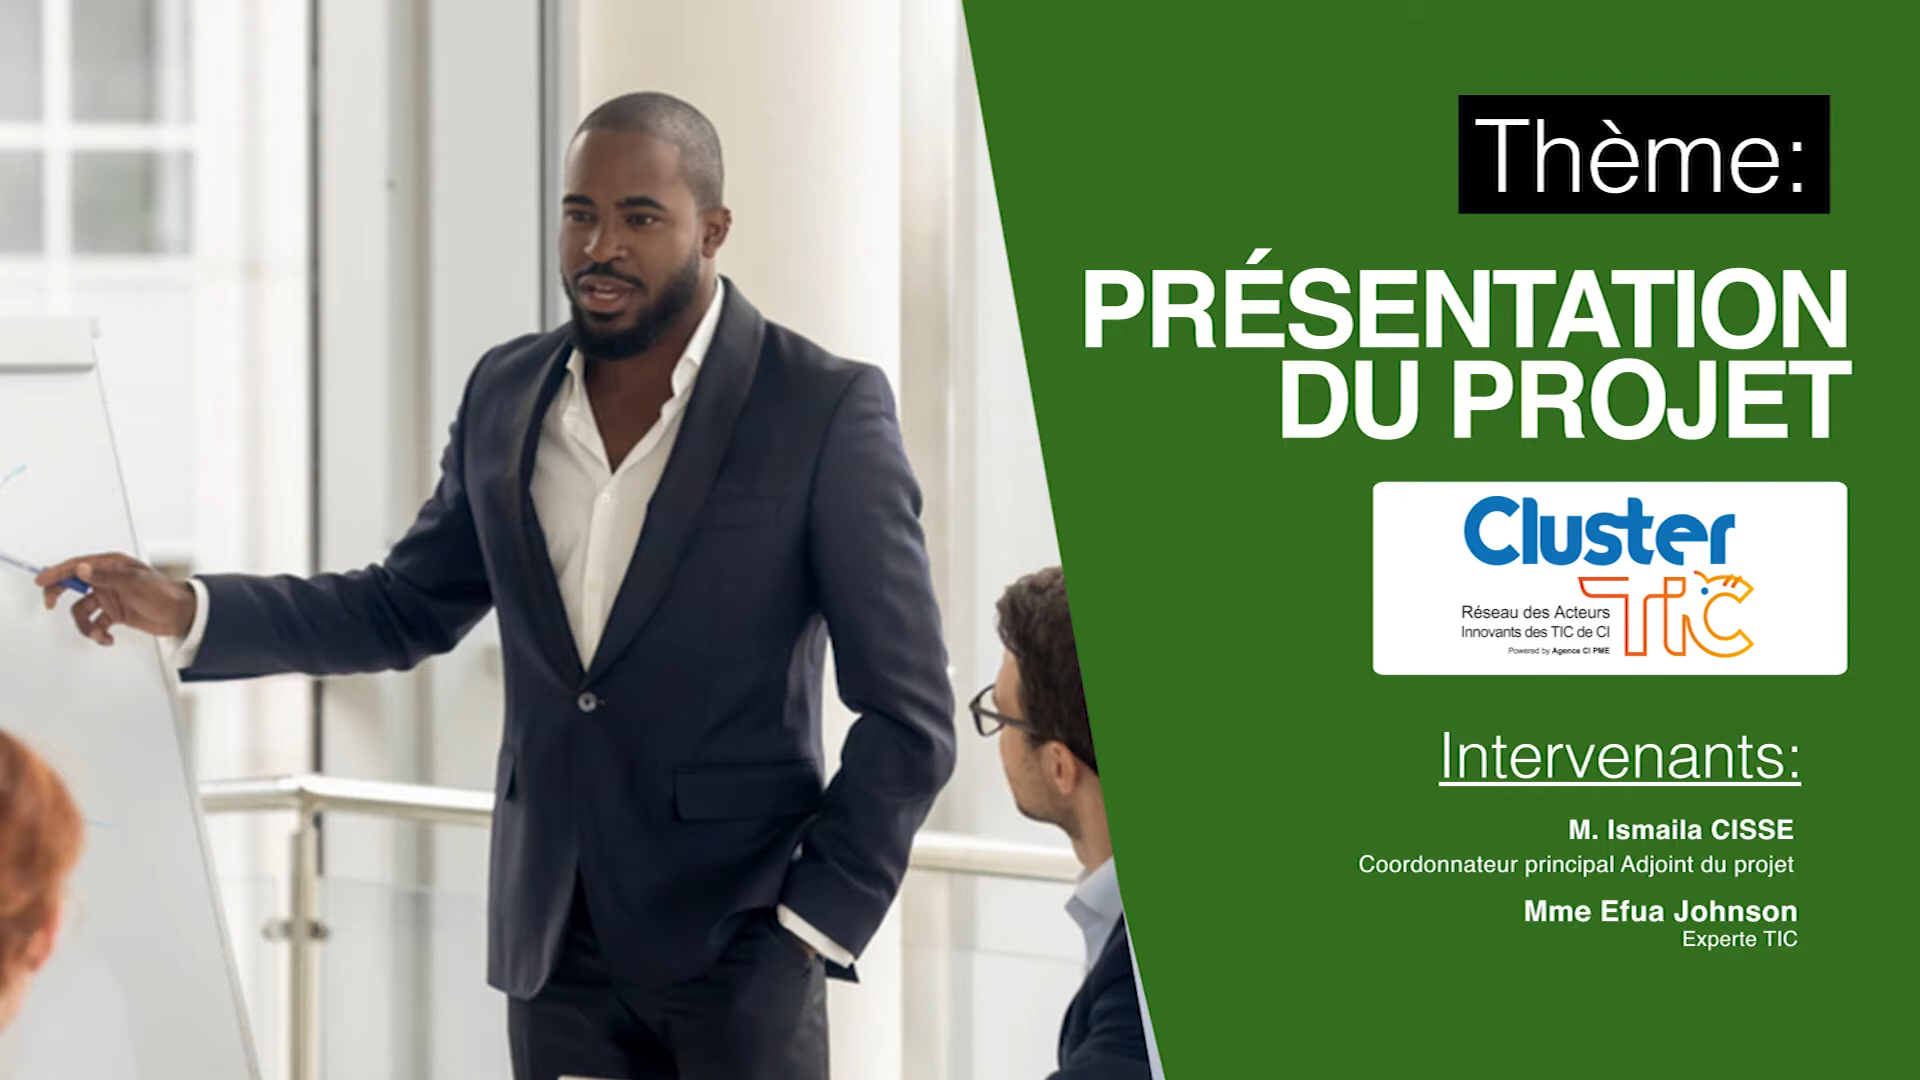 Thème:
PRÉSENTATION
DU PROJET
Cluster
TIC
Réseau des Acteurs
Innovants des TIC de CI
Powered by Agence CI PME
Intervenants:
M. Ismaila CISSE
Coordonnateur principal Adjoint du projet
Mme Efua Johnson
Experte TIC